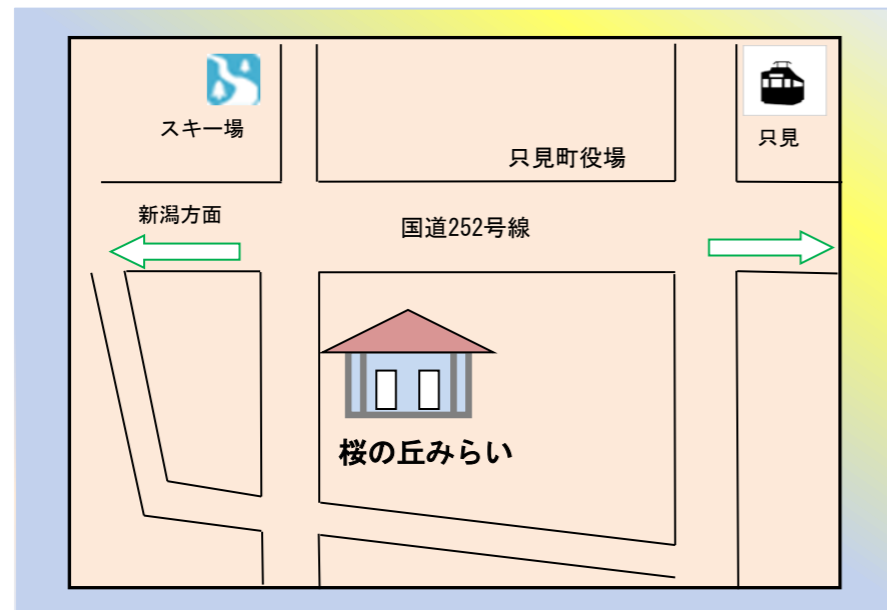 スキー場
只見
只見町役場
新潟方面
国道252号線
桜の丘みらい